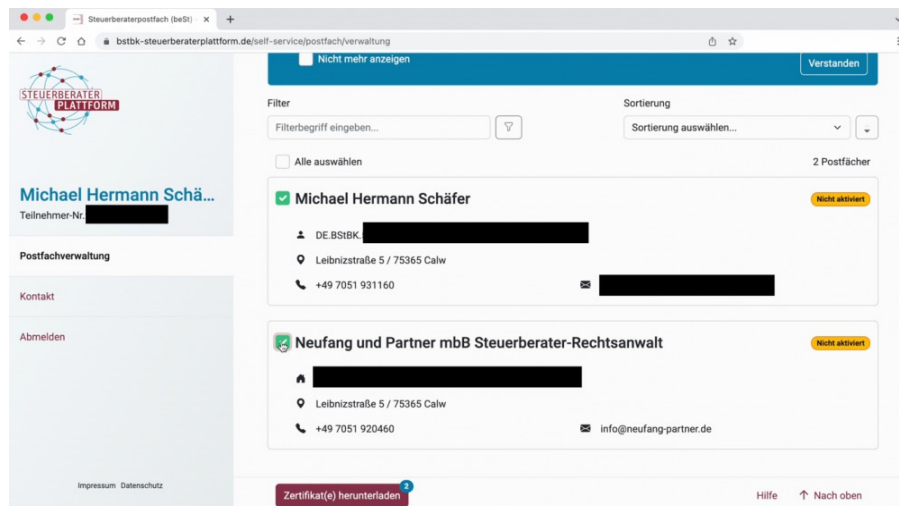 Steuerberaterpostfach (beSt)
bstbk-steuerberaterplattform.de/self-service/postfach/verwaltung
STEUERBERATER
PLATTFORM
Michael Hermann Schä...
Teilnehmer-Nr.
Postfachverwaltung
Kontakt
Abmelden
Impressum Datenschutz
Nicht mehr anzeigen
Verstanden
Filter
Sortierung
Filterbegriff eingeben...
Sortierung auswählen...
Alle auswählen
2 Postfächer
Michael Hermann Schäfer
Nicht aktiviert
DE.BStBK.
Leibnizstraße 5 / 75365 Calw
+49 7051 931160
Neufang und Partner mbB Steuerberater-Rechtsanwalt
Nicht aktiviert
Leibnizstraße 5 / 75365 Calw
+49 7051 920460
info@neufang-partner.de
Zertifikat(e) herunterladen
2
Hilfe
Nach oben